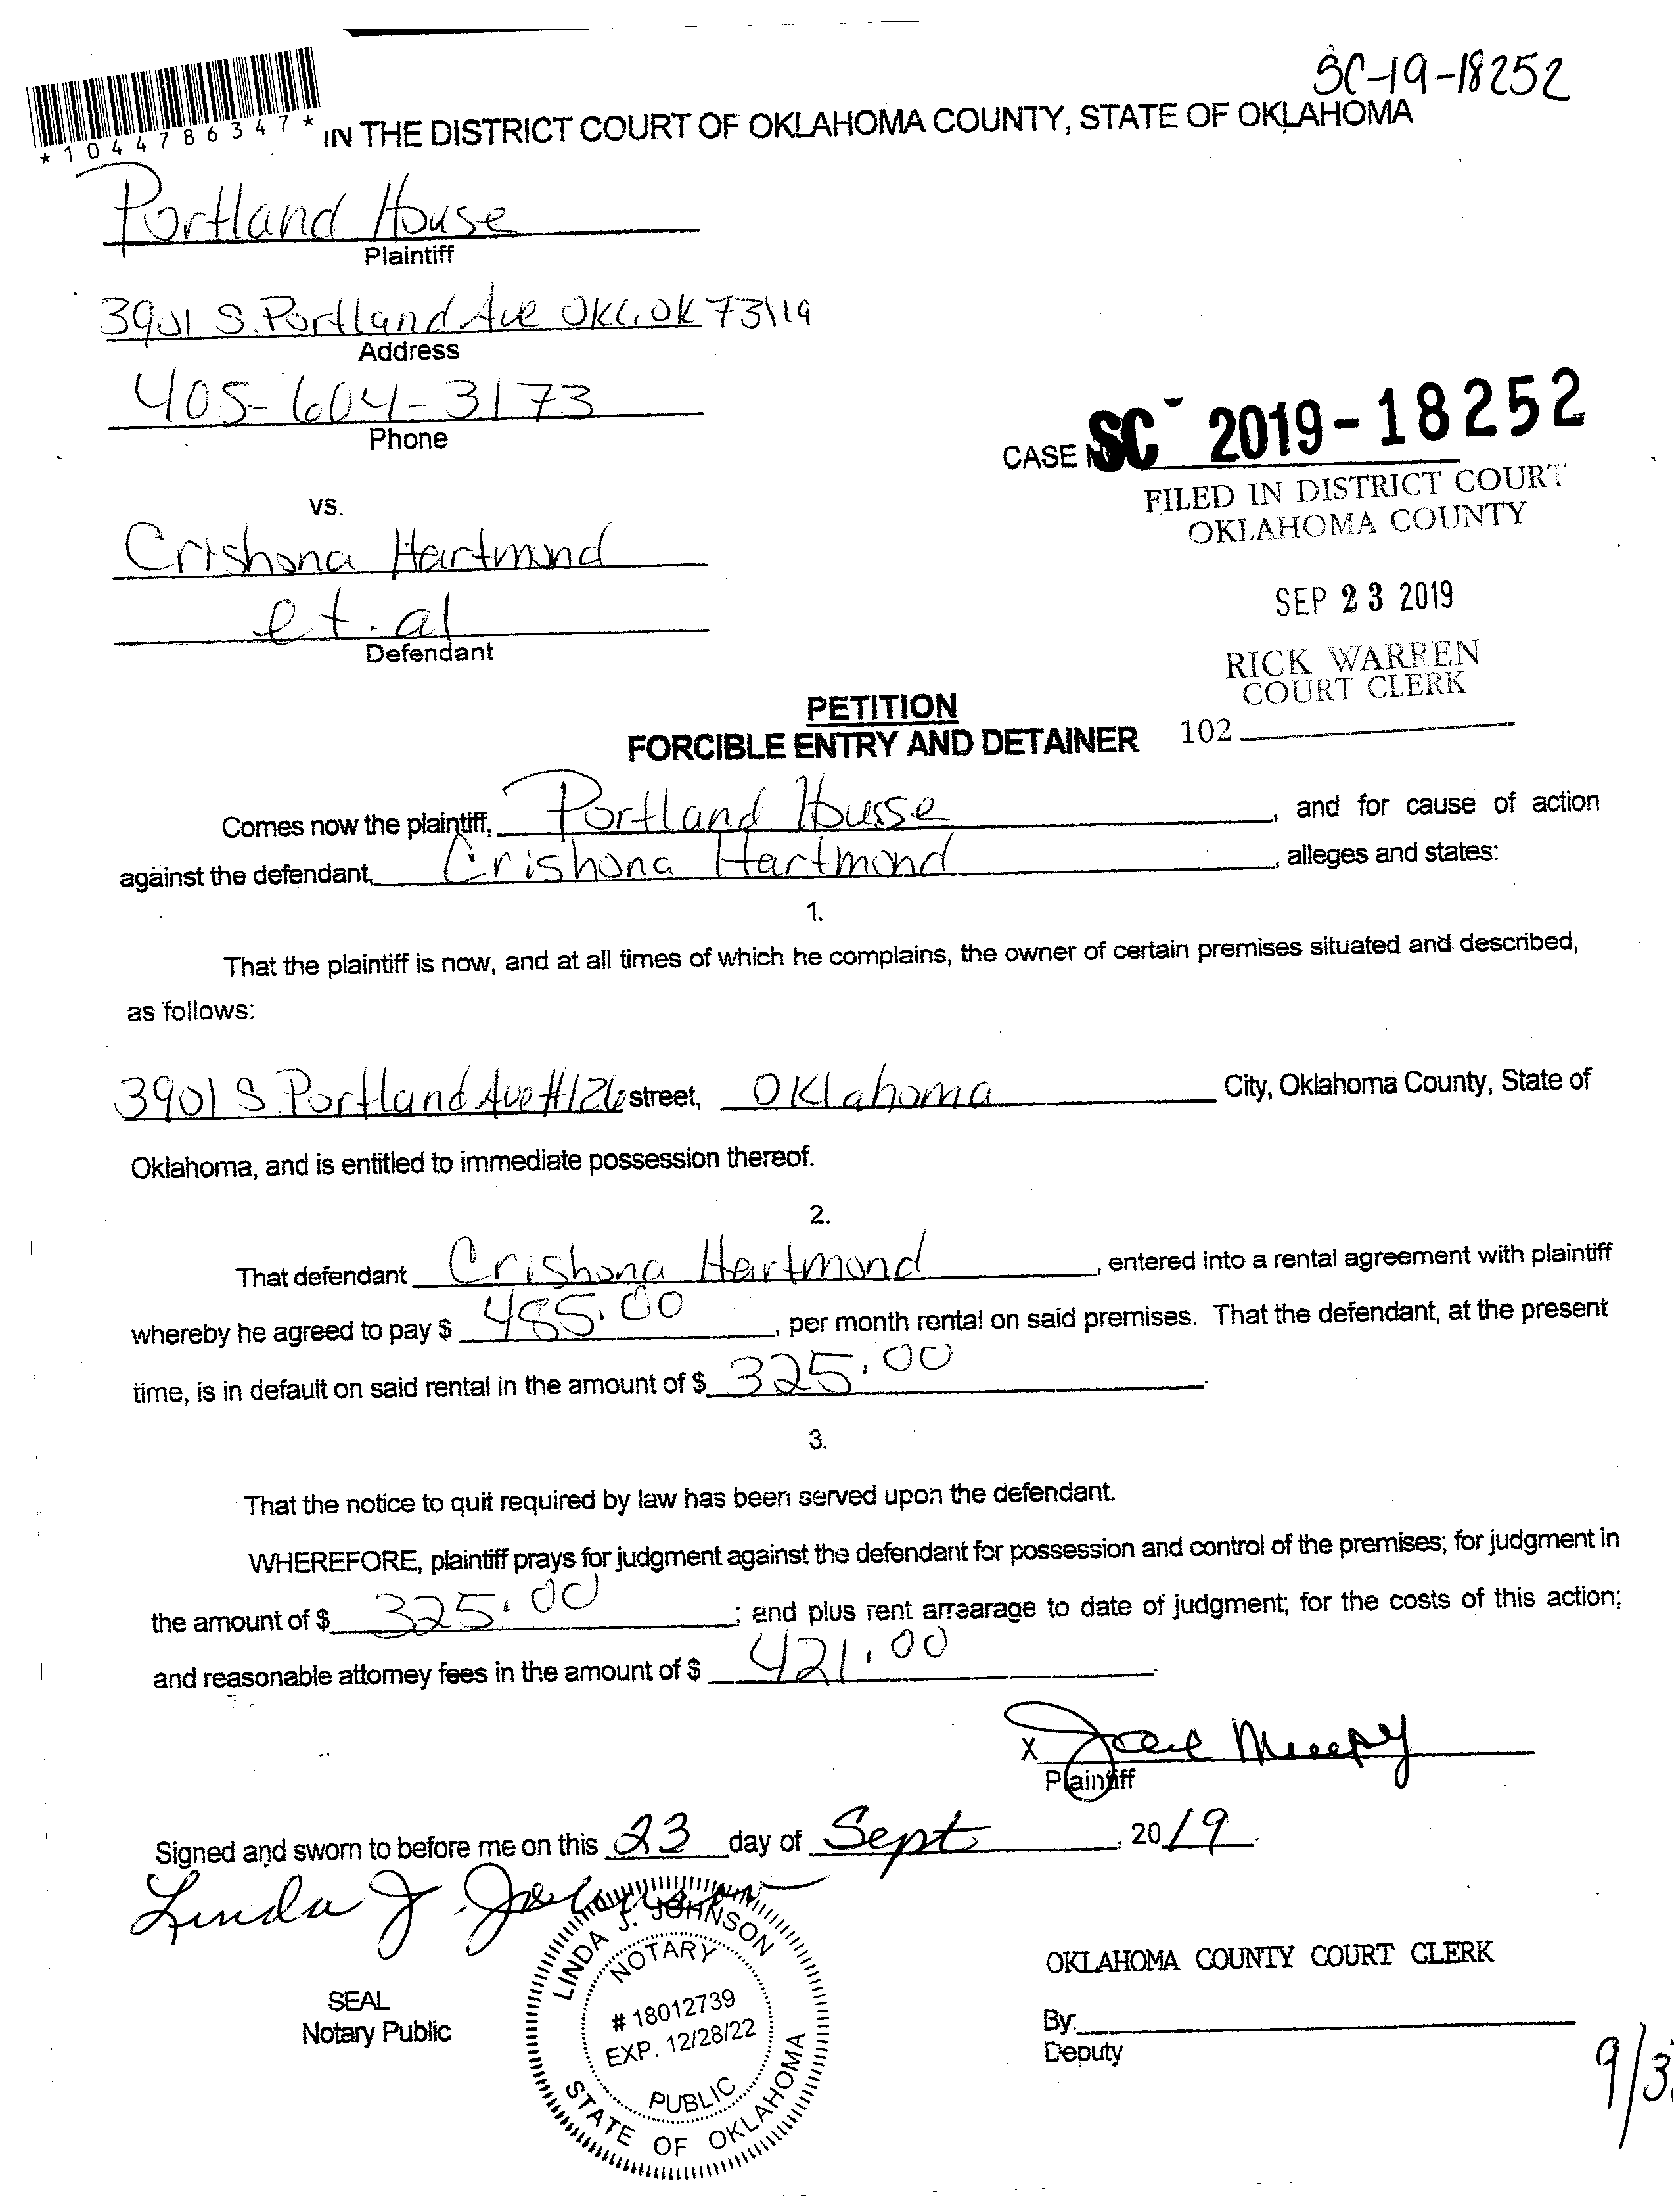 SC-19-18252
*1044786347*
IN THE DISTRICT COURT OF OKLAHOMA COUNTY, STATE OF OKLAHOMA
Portland House
Plaintiff
3901 S. Portland Ave OKC, OK 73119
Address
405-604-3173
Phone
CASE SC 2019-18252
FILED IN DISTRICT COURT
OKLAHOMA COUNTY
vs.
Crishona Hartmond
SEP 23 2019
et. al
Defendant
RICK WARREN
COURT CLERK
PETITION
102
FORCIBLE ENTRY AND DETAINER
Comes now the plaintiff, Portland House, and for cause of action
against the defendant, Crishona Hartmond, alleges and states:
1.
That the plaintiff is now, and at all times of which he complains, the owner of certain premises situated and described,
as follows:
3901 S Portland Ave #126 street, Oklahoma City, Oklahoma County, State of
Oklahoma, and is entitled to immediate possession thereof.
2.
That defendant Crishona Hartmond, entered into a rental agreement with plaintiff
whereby he agreed to pay $ 485.00, per month rental on said premises. That the defendant, at the present
time, is in default on said rental in the amount of $ 325.00.
3.
That the notice to quit required by law has been served upon the defendant.
WHEREFORE, plaintiff prays for judgment against the defendant for possession and control of the premises; for judgment in
the amount of $ 325.00; and plus rent arrearage to date of judgment; for the costs of this action;
and reasonable attorney fees in the amount of $ 421.00.
X
Plaintiff
Signed and sworn to before me on this 23 day of Sept, 2019.
Linda J. Johnson
LINDA J. JOHNSON
NOTARY
# 18012739
EXP. 12/28/22
PUBLIC
STATE OF OKLAHOMA
SEAL
Notary Public
OKLAHOMA COUNTY COURT CLERK
By:
Deputy